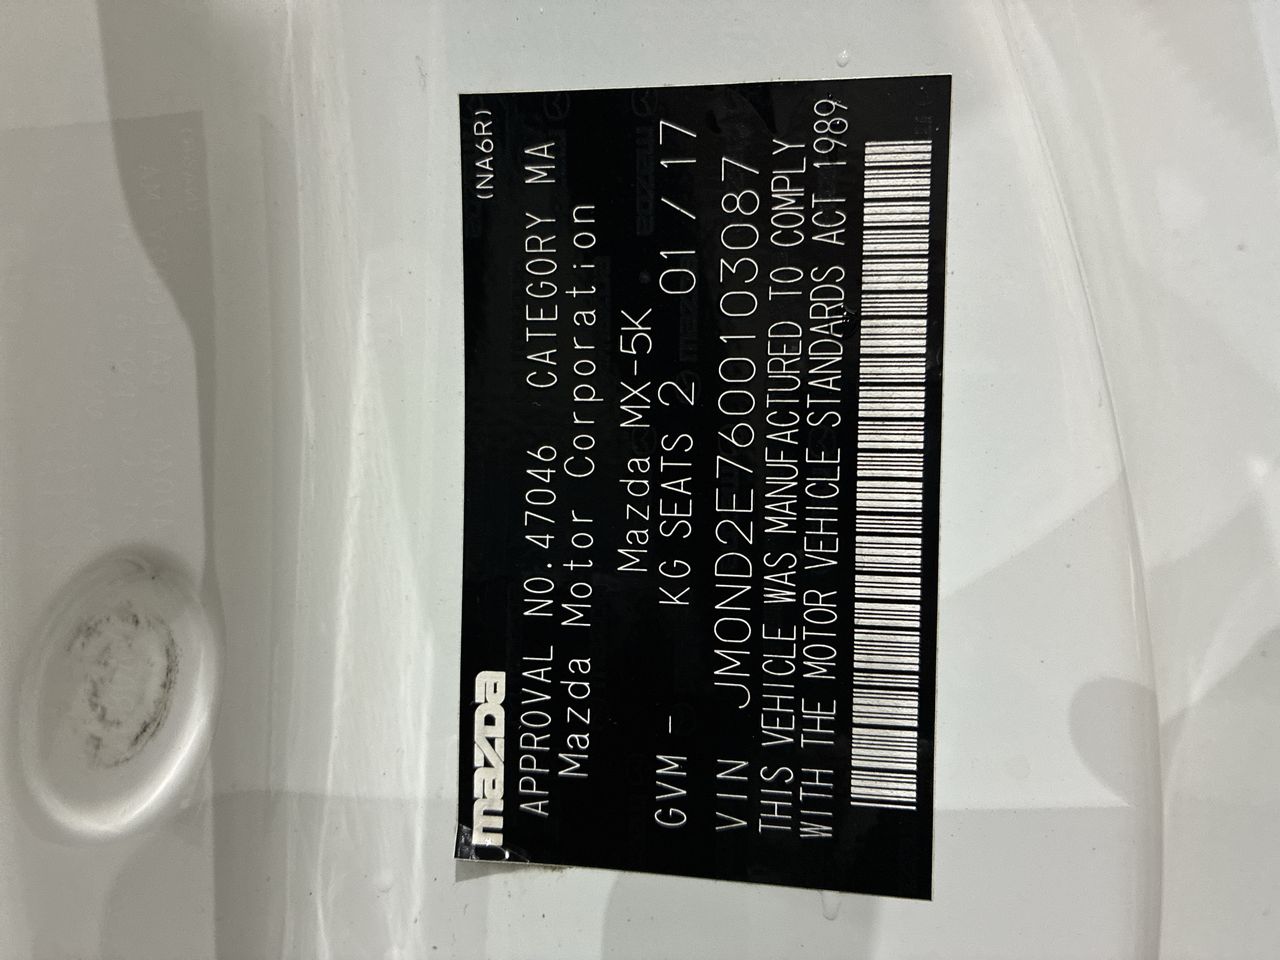 mazda (NA6R)
APPROVAL NO.47046 CATEGORY MA
Mazda Motor Corporation
Mazda MX-5K
GVM - KG SEATS 2 01/17
VIN JM0ND2E7600103087
THIS VEHICLE WAS MANUFACTURED TO COMPLY
WITH THE MOTOR VEHICLE STANDARDS ACT 1989